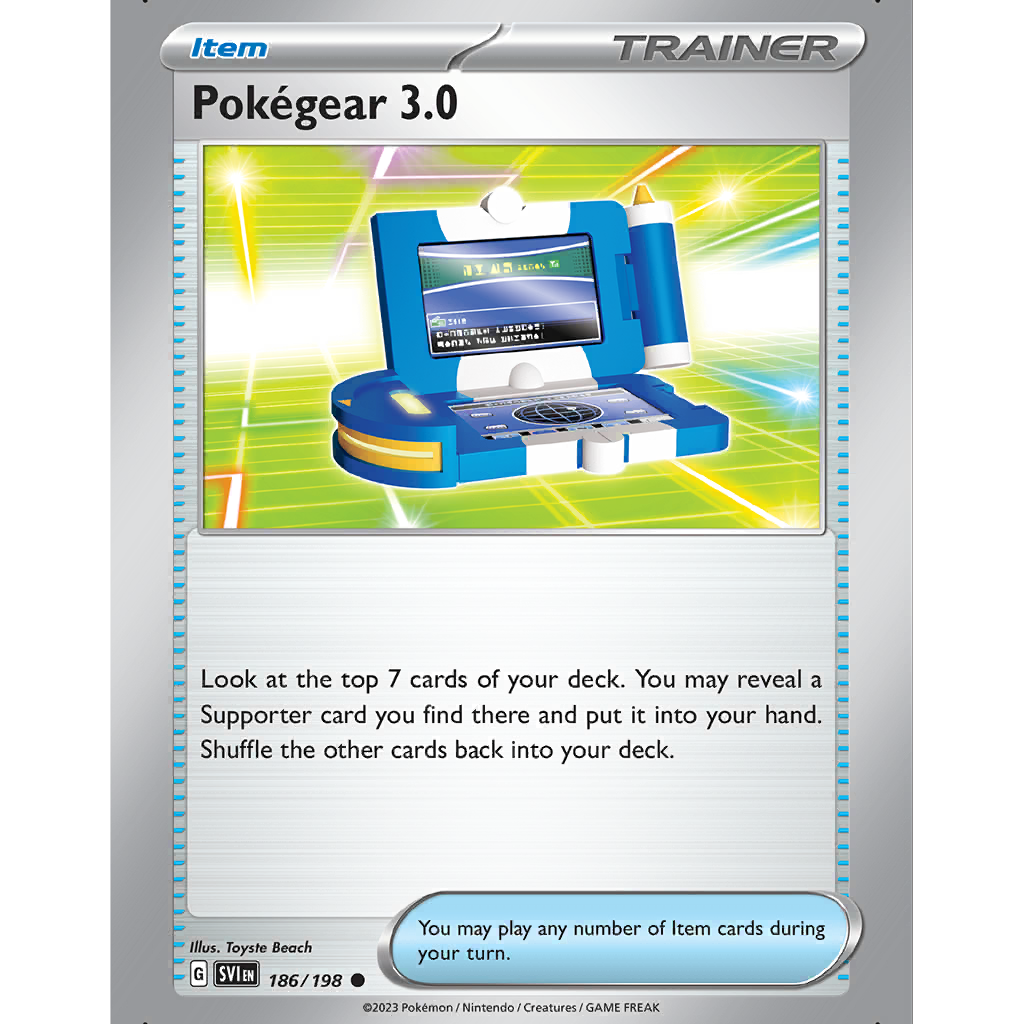 Item
TRAINER
Pokégear 3.0
Look at the top 7 cards of your deck. You may reveal a
Supporter card you find there and put it into your hand.
Shuffle the other cards back into your deck.
You may play any number of Item cards during
your turn.
Illus. Toyste Beach
G SVI EN 186/198
©2023 Pokémon / Nintendo / Creatures / GAME FREAK